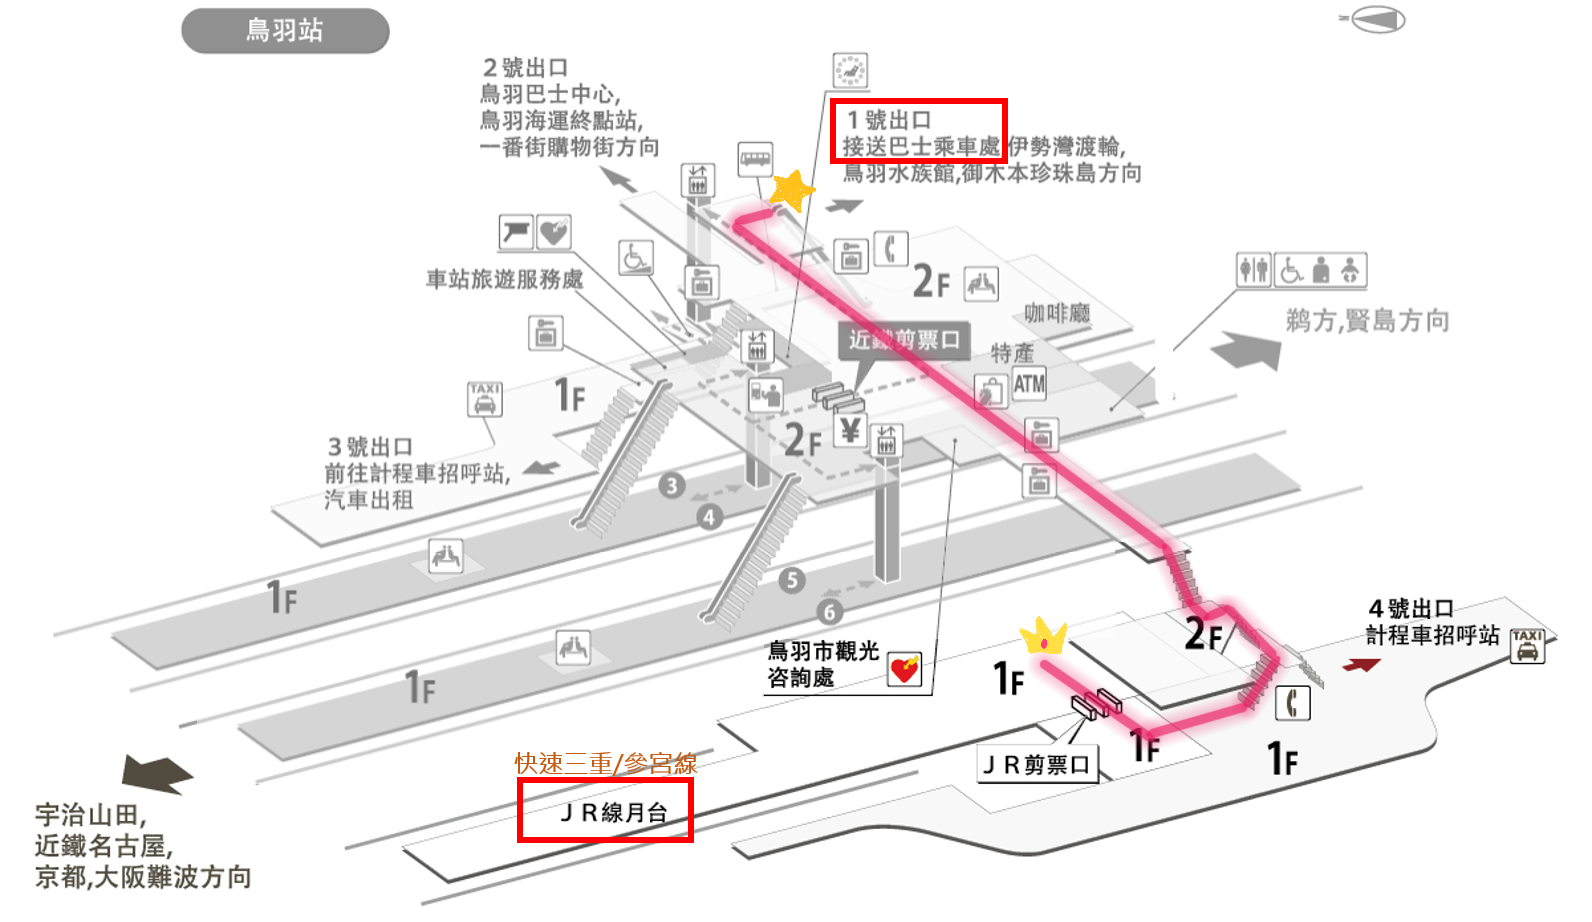 鳥羽站
N
2號出口
鳥羽巴士中心,
鳥羽海運終點站,
一番街購物街方向
1號出口
接送巴士乘車處,伊勢灣渡輪,
鳥羽水族館,御木本珍珠島方向
車站旅遊服務處
2F
咖啡廳
鵜方,賢島方向
近鐵剪票口
特產
ATM
TAXI
1F
2F
¥
3號出口
前往計程車招呼站,
汽車出租
3
4
5
6
1F
1F
鳥羽市觀光
咨詢處
1F
2F
4號出口
計程車招呼站
TAXI
1F
1F
JR剪票口
快速三重/參宮線
JR線月台
宇治山田,
近鐵名古屋,
京都,大阪難波方向